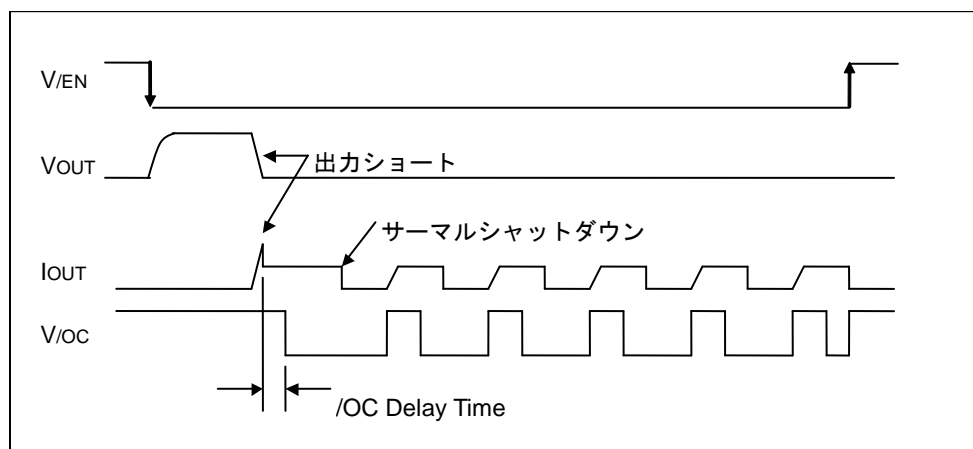 V/EN
VOUT
出力ショート
サーマルシャットダウン
IOUT
V/OC
/OC Delay Time